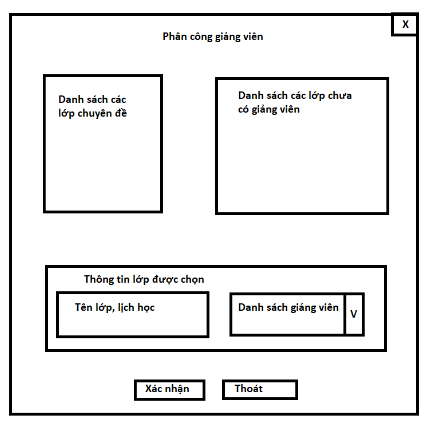 X
Phân công giảng viên
Danh sách các
lớp chuyên đề
Danh sách các lớp chưa
có giảng viên
Thông tin lớp được chọn
Tên lớp, lịch học
Danh sách giảng viên
V
Xác nhận
Thoát